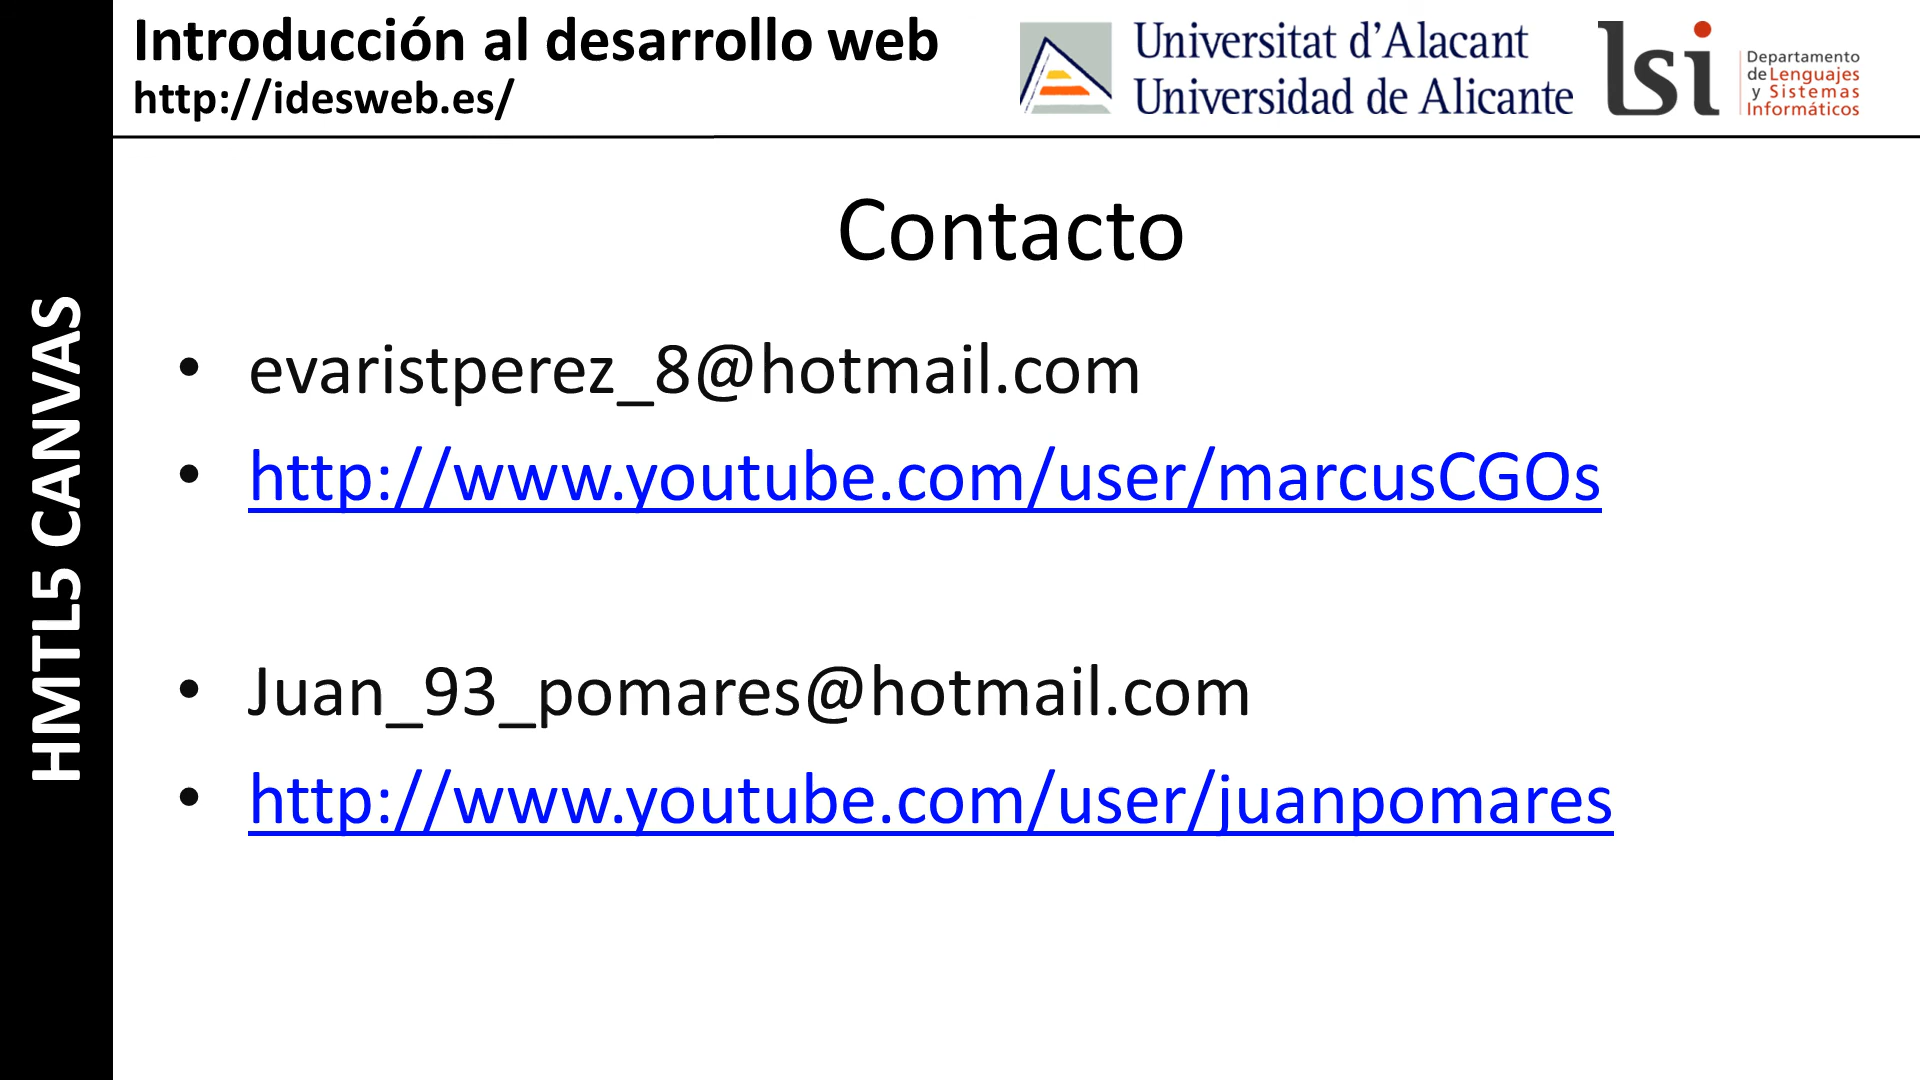 Introducción al desarrollo web
http://idesweb.es/
Universitat d'Alacant
Universidad de Alicante
lsi
Departamento
de Lenguajes
y Sistemas
Informáticos
HMTL5 CANVAS
Contacto
• evaristperez_8@hotmail.com
• http://www.youtube.com/user/marcusCGOs
• Juan_93_pomares@hotmail.com
• http://www.youtube.com/user/juanpomares